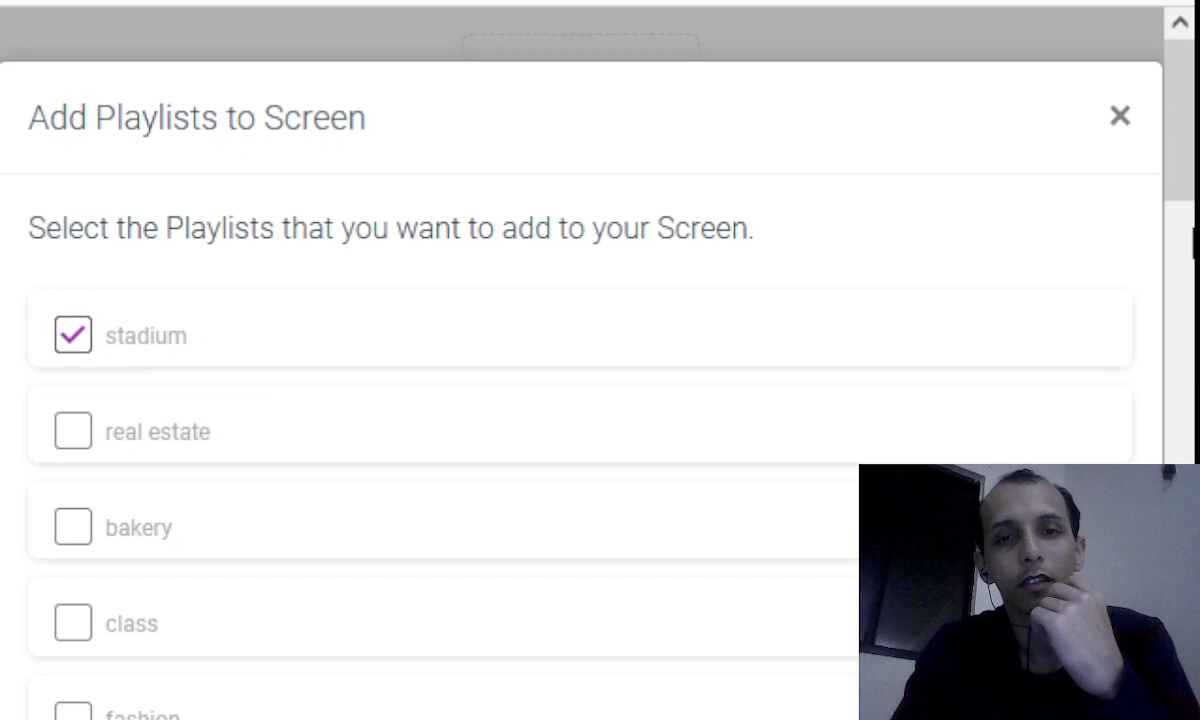 Add Playlists to Screen
Select the Playlists that you want to add to your Screen.
stadium
real estate
bakery
class
fashion